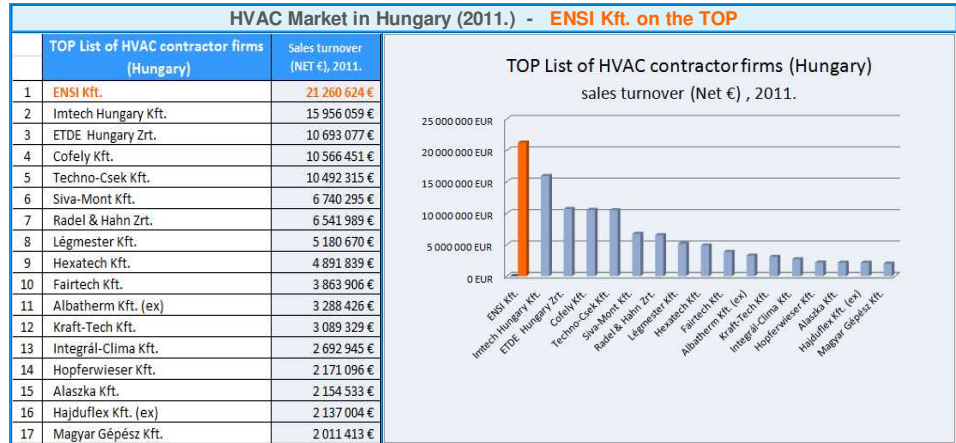 HVAC Market in Hungary (2011.) - ENSI Kft. on the TOP
TOP List of HVAC contractor firms (Hungary) Sales turnover (NET €), 2011.
1 ENSI Kft. 21 260 624 €
2 Imtech Hungary Kft. 15 956 059 €
3 ETDE Hungary Zrt. 10 693 077 €
4 Cofely Kft. 10 566 451 €
5 Techno-Csek Kft. 10 492 315 €
6 Siva-Mont Kft. 6 740 295 €
7 Radel & Hahn Zrt. 6 541 989 €
8 Légmester Kft. 5 180 670 €
9 Hexatech Kft. 4 891 839 €
10 Fairtech Kft. 3 863 906 €
11 Albatherm Kft. (ex) 3 288 426 €
12 Kraft-Tech Kft. 3 089 329 €
13 Integrál-Clima Kft. 2 692 945 €
14 Hopferwieser Kft. 2 171 096 €
15 Alaszka Kft. 2 154 533 €
16 Hajduflex Kft. (ex) 2 137 004 €
17 Magyar Gépész Kft. 2 011 413 €
TOP List of HVAC contractor firms (Hungary)
sales turnover (Net €) , 2011.
25 000 000 EUR
20 000 000 EUR
15 000 000 EUR
10 000 000 EUR
5 000 000 EUR
0 EUR
ENSI Kft.
Imtech Hungary Kft.
ETDE Hungary Zrt.
Cofely Kft.
Techno-Csek Kft.
Siva-Mont Kft.
Radel & Hahn Zrt.
Légmester Kft.
Hexatech Kft.
Fairtech Kft.
Albatherm Kft. (ex)
Kraft-Tech Kft.
Integrál-Clima Kft.
Hopferwieser Kft.
Alaszka Kft.
Hajduflex Kft. (ex)
Magyar Gépész Kft.